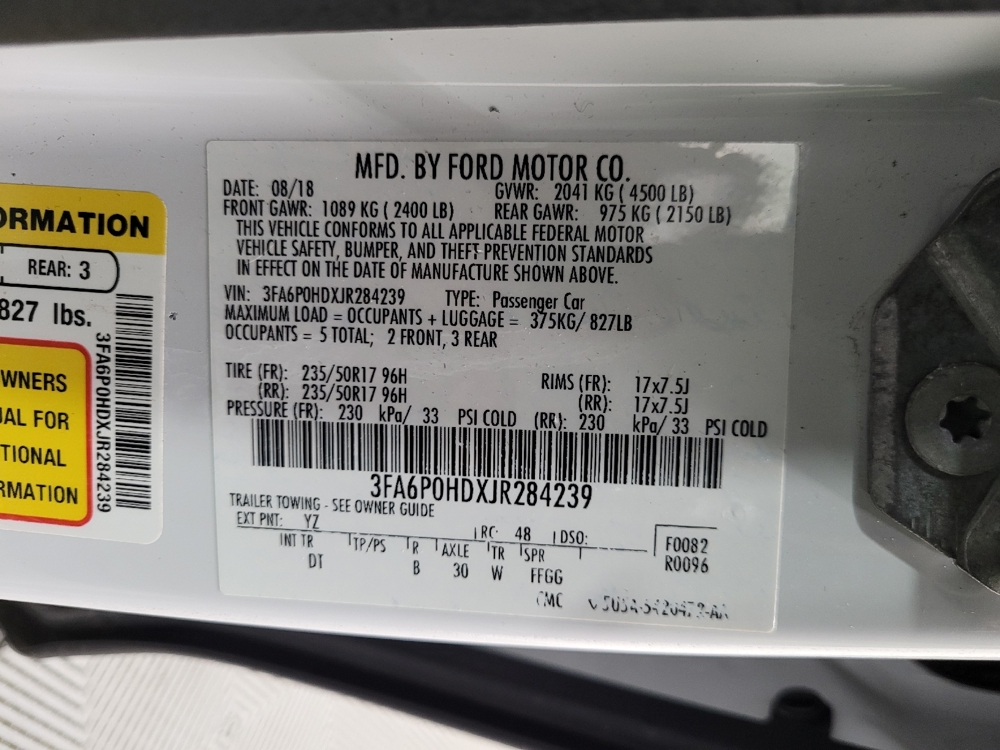 ORMATION
REAR: 3
827 lbs.
WNERS
UAL FOR
TIONAL
RMATION
3FA6P0HDXJR284239
MFD. BY FORD MOTOR CO.
DATE: 08/18 GVWR: 2041 KG ( 4500 LB)
FRONT GAWR: 1089 KG ( 2400 LB) REAR GAWR: 975 KG ( 2150 LB)
THIS VEHICLE CONFORMS TO ALL APPLICABLE FEDERAL MOTOR
VEHICLE SAFETY, BUMPER, AND THEFT PREVENTION STANDARDS
IN EFFECT ON THE DATE OF MANUFACTURE SHOWN ABOVE.
VIN: 3FA6P0HDXJR284239 TYPE: Passenger Car
MAXIMUM LOAD = OCCUPANTS + LUGGAGE = 375KG/ 827LB
OCCUPANTS = 5 TOTAL; 2 FRONT, 3 REAR
TIRE (FR): 235/50R17 96H RIMS (FR): 17x7.5J
(RR): 235/50R17 96H (RR): 17x7.5J
PRESSURE (FR): 230 kPa/ 33 PSI COLD (RR): 230 kPa/ 33 PSI COLD
3FA6P0HDXJR284239
TRAILER TOWING - SEE OWNER GUIDE
EXT PNT: YZ RC: 48 DSO: F0082
INT TR TP/PS R AXLE TR SPR R0096
DT B 30 W FFGG
CMC